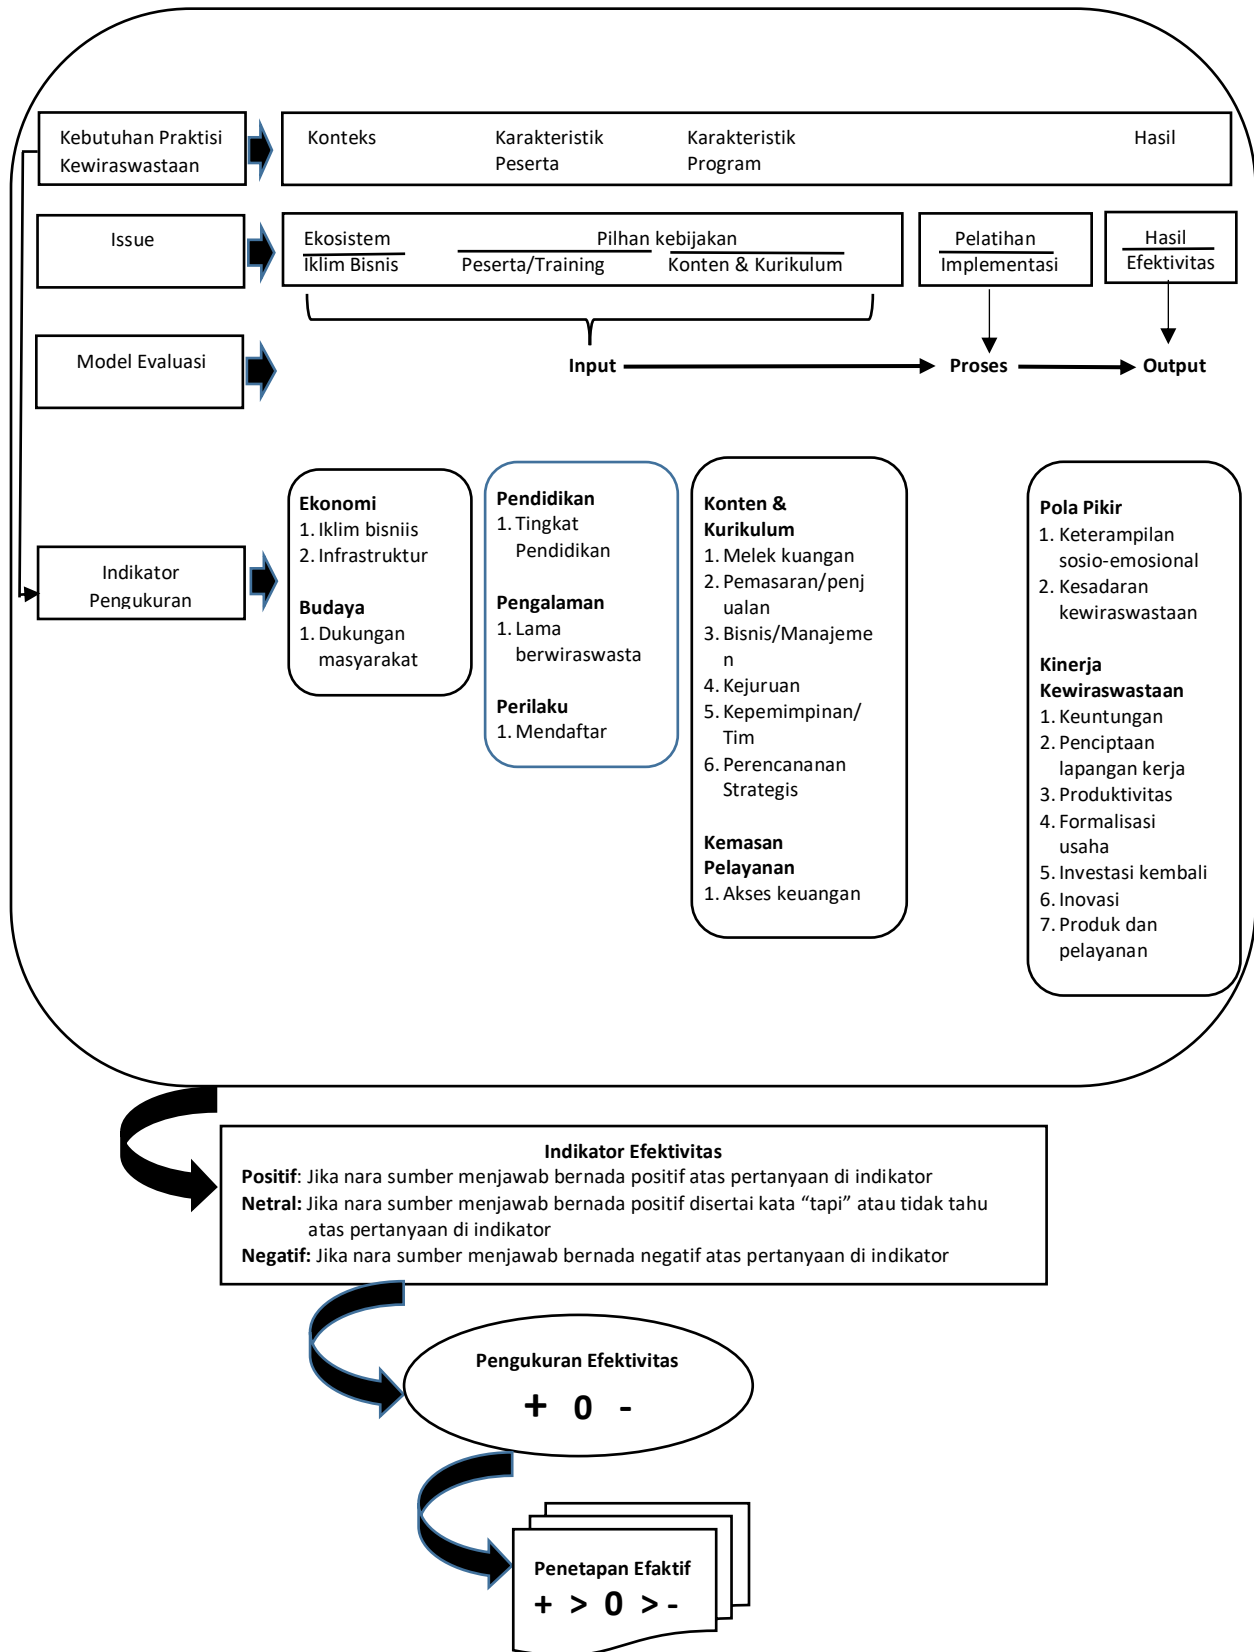 Kebutuhan Praktisi
Kewiraswastaan
Konteks
Karakteristik
Peserta
Karakteristik
Program
Hasil
Issue
Ekosistem
Iklim Bisnis
Pilhan kebijakan
Peserta/Training
Konten & Kurikulum
Pelatihan
Implementasi
Hasil
Efektivitas
Model Evaluasi
Input
Proses
Output
Indikator
Pengukuran
Ekonomi
1. Iklim bisniis
2. Infrastruktur
Budaya
1. Dukungan
masyarakat
Pendidikan
1. Tingkat
Pendidikan
Pengalaman
1. Lama
berwiraswasta
Perilaku
1. Mendaftar
Konten &
Kurikulum
1. Melek kuangan
2. Pemasaran/penj
ualan
3. Bisnis/Manajeme
n
4. Kejuruan
5. Kepemimpinan/
Tim
6. Perencananan
Strategis
Kemasan
Pelayanan
1. Akses keuangan
Pola Pikir
1. Keterampilan
sosio-emosional
2. Kesadaran
kewiraswastaan
Kinerja
Kewiraswastaan
1. Keuntungan
2. Penciptaan
lapangan kerja
3. Produktivitas
4. Formalisasi
usaha
5. Investasi kembali
6. Inovasi
7. Produk dan
pelayanan
Indikator Efektivitas
Positif: Jika nara sumber menjawab bernada positif atas pertanyaan di indikator
Netral: Jika nara sumber menjawab bernada positif disertai kata “tapi” atau tidak tahu
atas pertanyaan di indikator
Negatif: Jika nara sumber menjawab bernada negatif atas pertanyaan di indikator
Pengukuran Efektivitas
+ 0 -
Penetapan Efaktif
+ > 0 > -